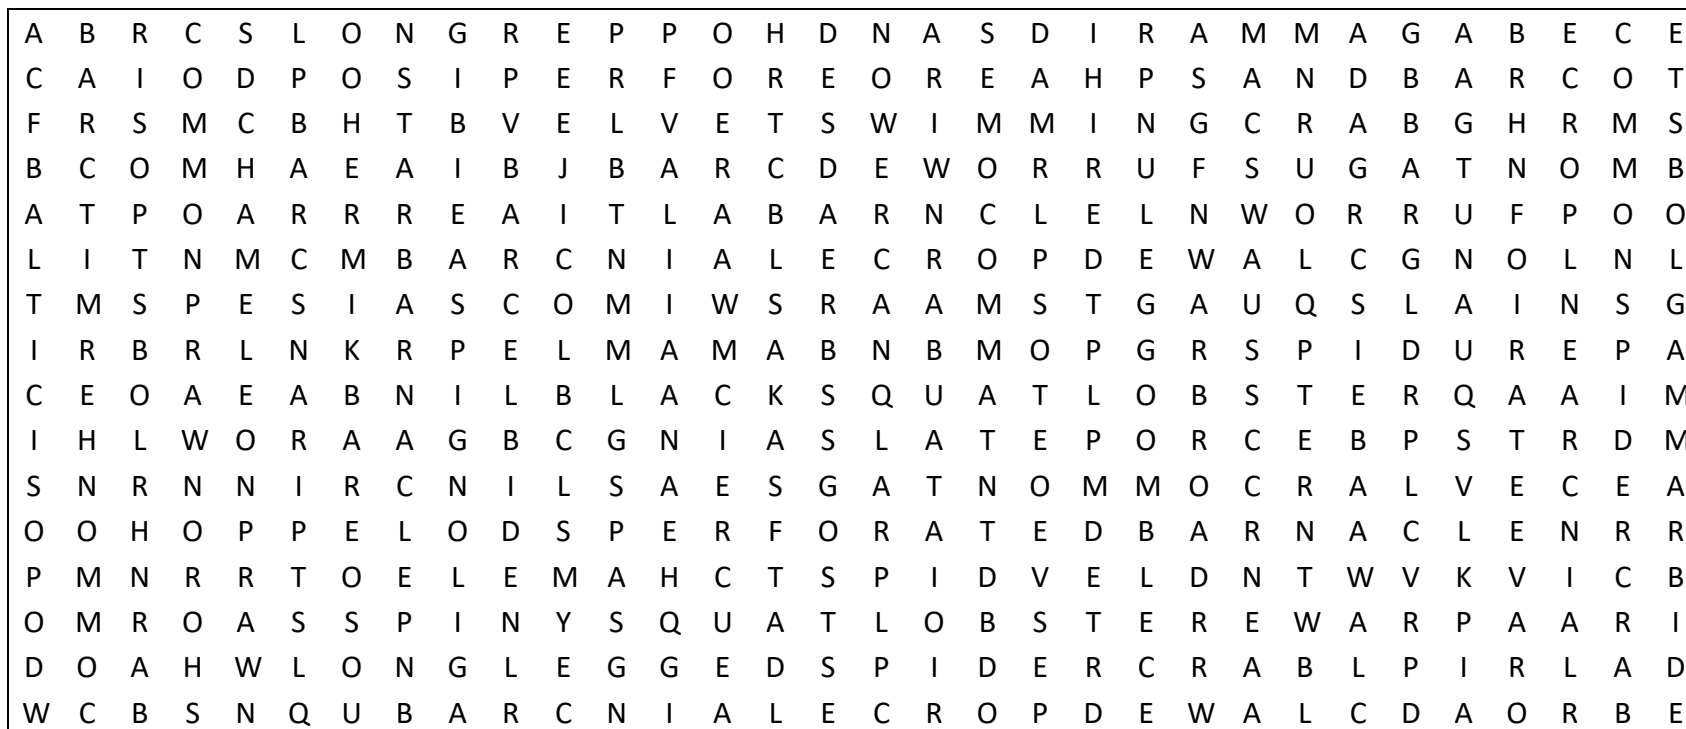 A B R C S L O N G R E P P O H D N A S D I R A M M A G A B E C E
C A I O D P O S I P E R F O R E O R E A H P S A N D B A R C O T
F R S M C B H T B V E L V E T S W I M M I N G C R A B G H R M S
B C O M H A E A I B J B A R C D E W O R R U F S U G A T N O M B
A T P O A R R R E A I T L A B A R N C L E L N W O R R U F P O O
L I T N M C M B A R C N I A L E C R O P D E W A L C G N O L N L
T M S P E S I A S C O M I W S R A A M S T G A U Q S L A I N S G
I R B R L N K R P E L M A M A B N B M O P G R S P I D U R E P A
C E O A E A B N I L B L A C K S Q U A T L O B S T E R Q A A I M
I H L W O R A A G B C G N I A S L A T E P O R C E B P S T R D M
S N R N N I R C N I L S A E S G A T N O M M O C R A L V E C E A
O O H O P P E L O D S P E R F O R A T E D B A R N A C L E N R R
P M N R R T O E L E M A H C T S P I D V E L D N T W V K V I C B
O M R O A S S P I N Y S Q U A T L O B S T E R E W A R P A A R I
D O A H W L O N G L E G G E D S P I D E R C R A B L P I R L A D
W C B S N Q U B A R C N I A L E C R O P D E W A L C D A O R B E